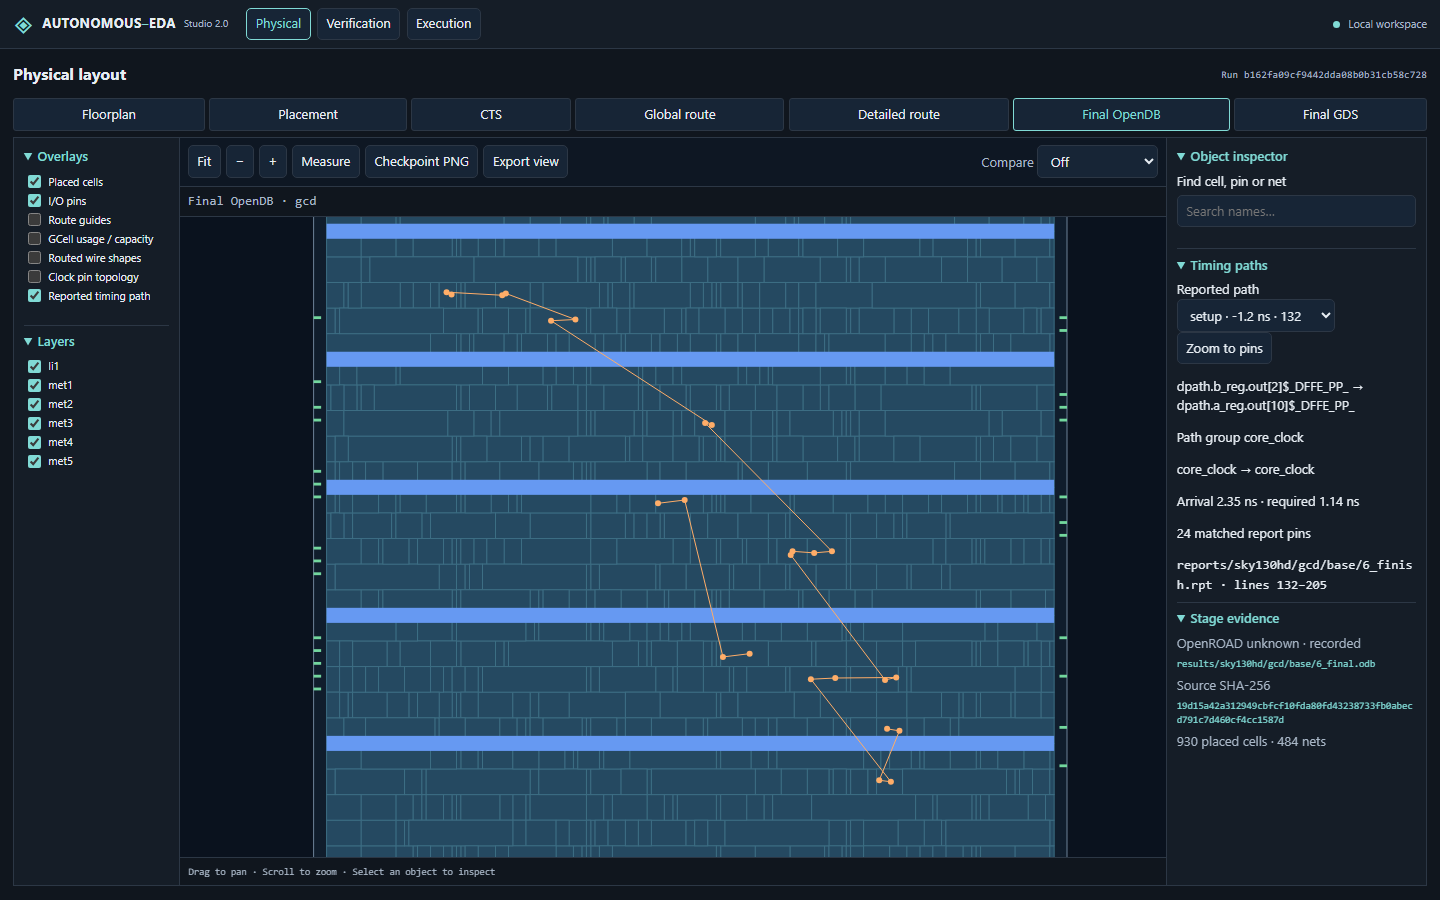 AUTONOMOUS–EDA Studio 2.0 Physical Verification Execution Local workspace
Physical layout Run b162fa09cf9442dda08b0b31cb58c728
Floorplan Placement CTS Global route Detailed route Final OpenDB Final GDS
Overlays
Placed cells
I/O pins
Route guides
GCell usage / capacity
Routed wire shapes
Clock pin topology
Reported timing path
Layers
li1
met1
met2
met3
met4
met5
Fit − + Measure Checkpoint PNG Export view Compare Off
Final OpenDB · gcd
Drag to pan · Scroll to zoom · Select an object to inspect
Object inspector
Find cell, pin or net
Search names...
Timing paths
Reported path
setup · -1.2 ns · 132
Zoom to pins
dpath.b_reg.out[2]$_DFFE_PP_ →
dpath.a_reg.out[10]$_DFFE_PP_
Path group core_clock
core_clock → core_clock
Arrival 2.35 ns · required 1.14 ns
24 matched report pins
reports/sky130hd/gcd/base/6_finis
h.rpt · lines 132–205
Stage evidence
OpenROAD unknown · recorded
results/sky130hd/gcd/base/6_final.odb
Source SHA-256
19d15a42a312949cbfcf10fda80fd43238733fb0abec
d791c7d460cf4cc1587d
930 placed cells · 484 nets